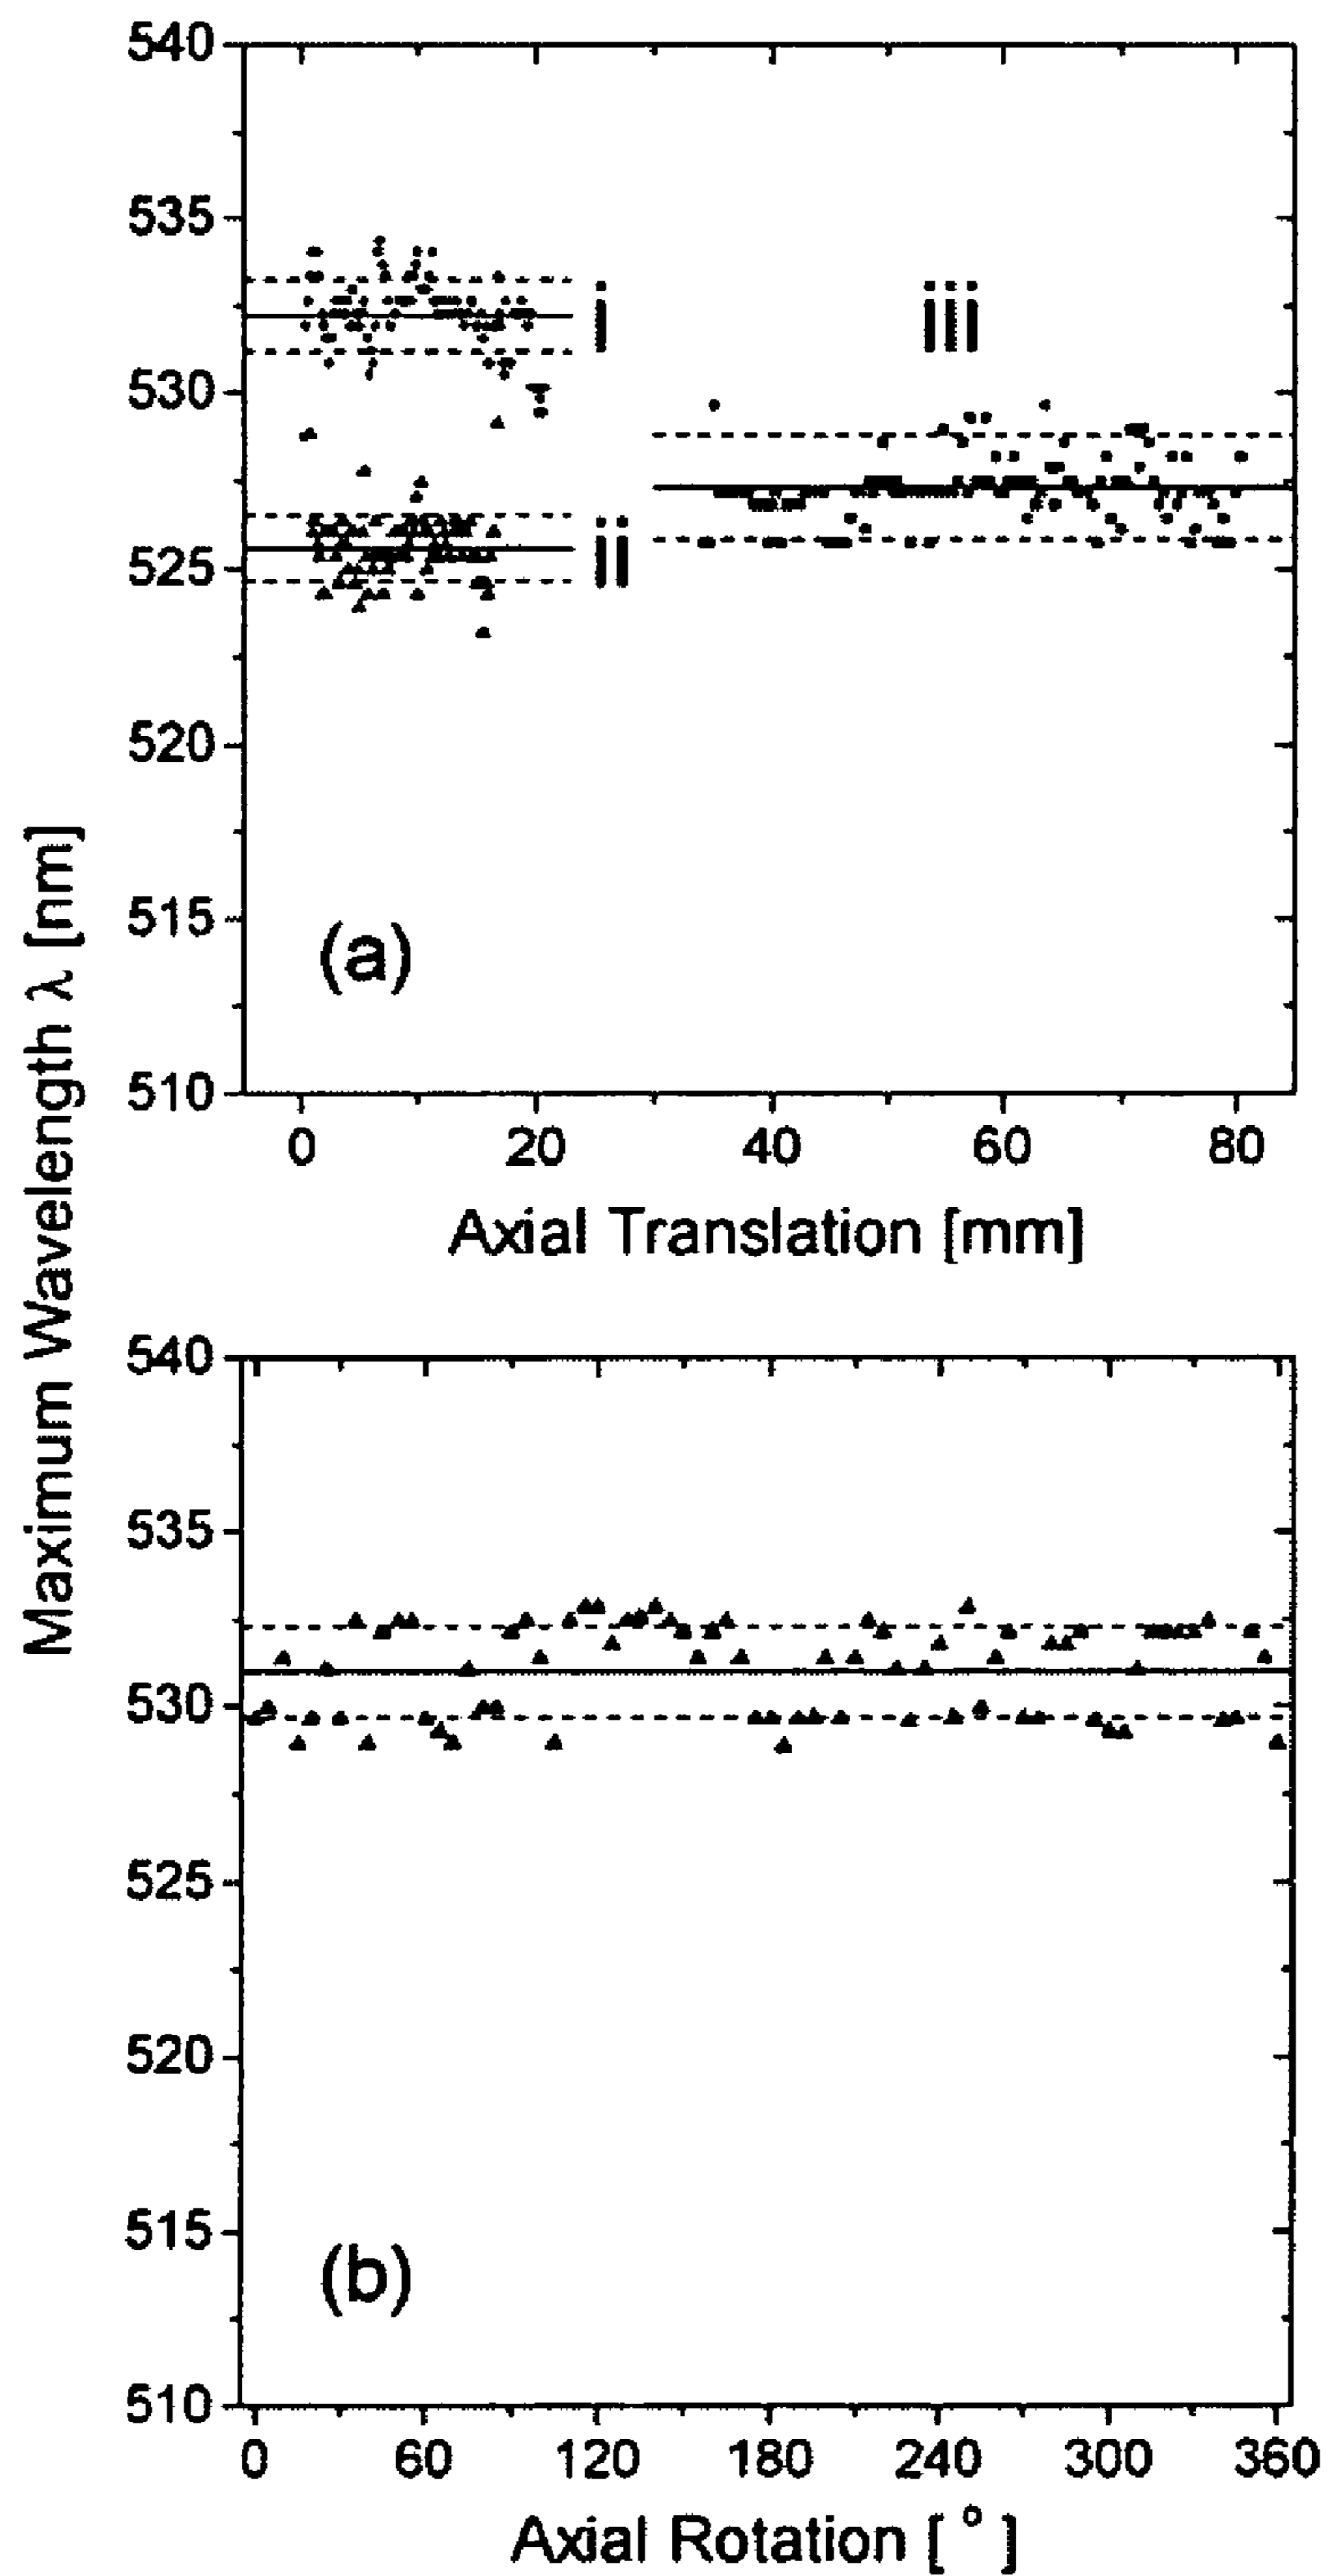 540
535
530
525
520
515
510
i
ii
iii
(a)
0 20 40 60 80
Axial Translation [mm]
Maximum Wavelength λ [nm]
540
535
530
525
520
515
510
(b)
0 60 120 180 240 300 360
Axial Rotation [ ° ]